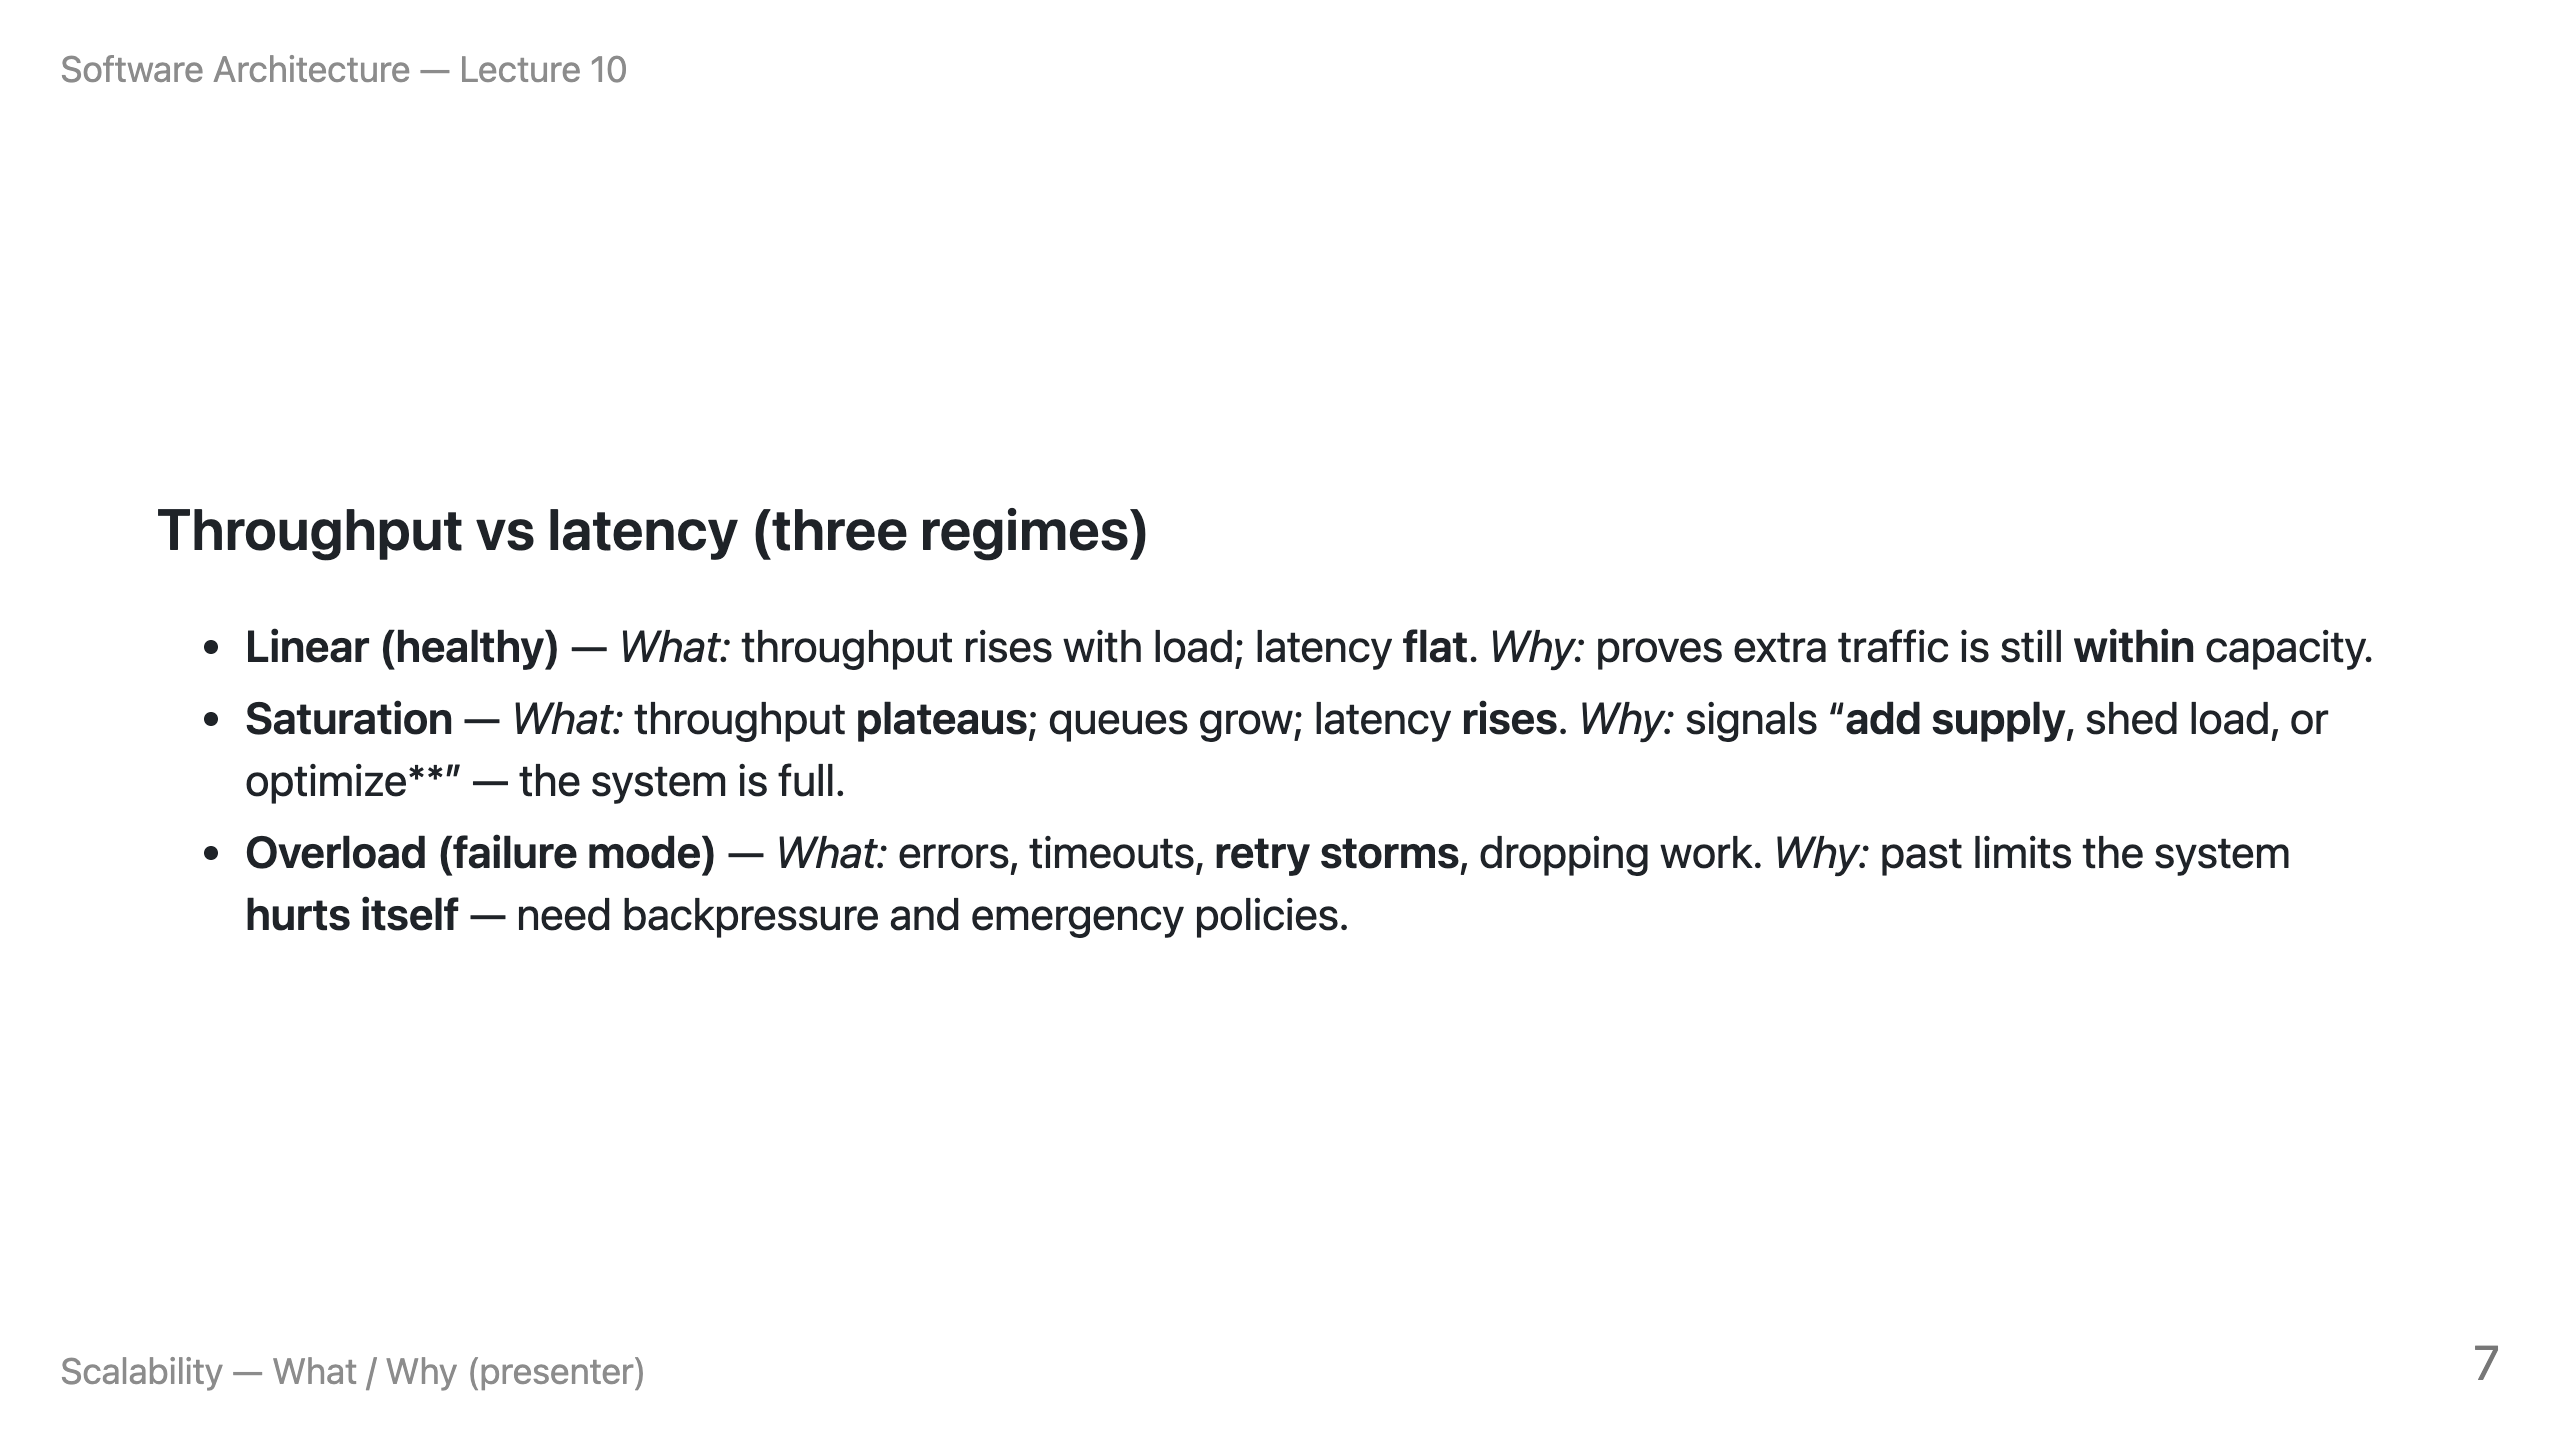 Software Architecture — Lecture 10
Throughput vs latency (three regimes)
• Linear (healthy) — What: throughput rises with load; latency flat. Why: proves extra traffic is still within capacity.
• Saturation — What: throughput plateaus; queues grow; latency rises. Why: signals “add supply, shed load, or
optimize**” — the system is full.
• Overload (failure mode) — What: errors, timeouts, retry storms, dropping work. Why: past limits the system
hurts itself — need backpressure and emergency policies.
Scalability — What / Why (presenter)
7